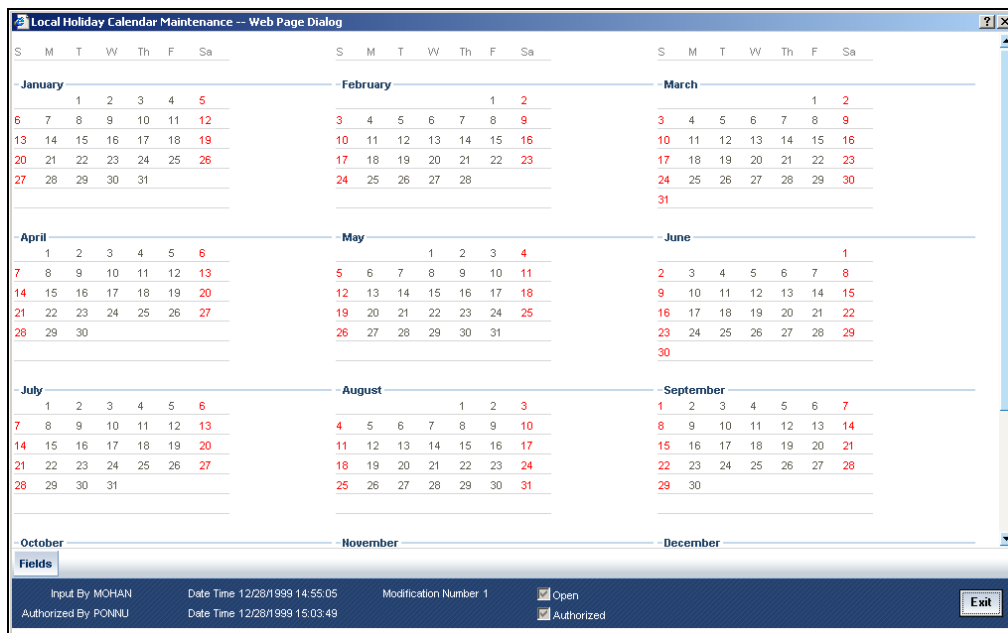 Local Holiday Calendar Maintenance -- Web Page Dialog
S M T W Th F Sa S M T W Th F Sa S M T W Th F Sa
January February March
1 2 3 4 5 1 2 1 2
6 7 8 9 10 11 12 3 4 5 6 7 8 9 3 4 5 6 7 8 9
13 14 15 16 17 18 19 10 11 12 13 14 15 16 10 11 12 13 14 15 16
20 21 22 23 24 25 26 17 18 19 20 21 22 23 17 18 19 20 21 22 23
27 28 29 30 31 24 25 26 27 28 24 25 26 27 28 29 30
31
April May June
1 2 3 4 5 6 1 2 3 4 1
7 8 9 10 11 12 13 5 6 7 8 9 10 11 2 3 4 5 6 7 8
14 15 16 17 18 19 20 12 13 14 15 16 17 18 9 10 11 12 13 14 15
21 22 23 24 25 26 27 19 20 21 22 23 24 25 16 17 18 19 20 21 22
28 29 30 26 27 28 29 30 31 23 24 25 26 27 28 29
30
July August September
1 2 3 4 5 6 1 2 3 1 2 3 4 5 6 7
7 8 9 10 11 12 13 4 5 6 7 8 9 10 8 9 10 11 12 13 14
14 15 16 17 18 19 20 11 12 13 14 15 16 17 15 16 17 18 19 20 21
21 22 23 24 25 26 27 18 19 20 21 22 23 24 22 23 24 25 26 27 28
28 29 30 31 25 26 27 28 29 30 31 29 30
October November December
Fields
Input By MOHAN Date Time 12/28/1999 14:55:05 Modification Number 1 Open
Authorized By PONNU Date Time 12/28/1999 15:03:49 Authorized
Exit